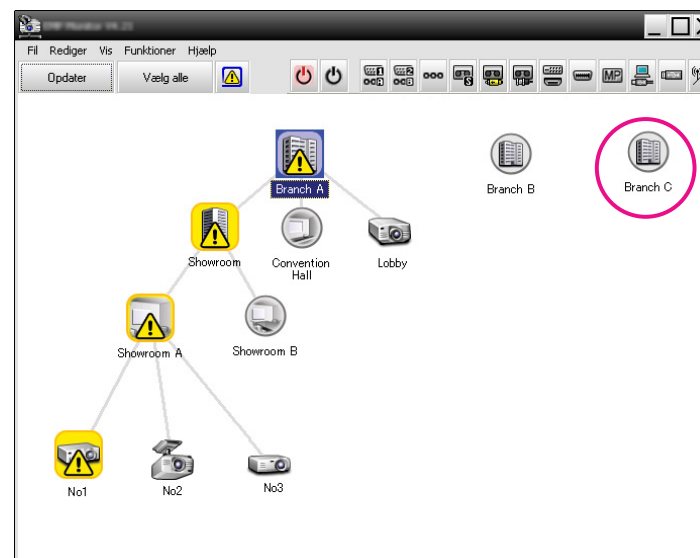 Fil Rediger Vis Funktioner Hjælp
Opdater Vælg alle
MP
Branch A
Branch B
Branch C
Showroom
Convention
Hall
Lobby
Showroom A
Showroom B
No1
No2
No3